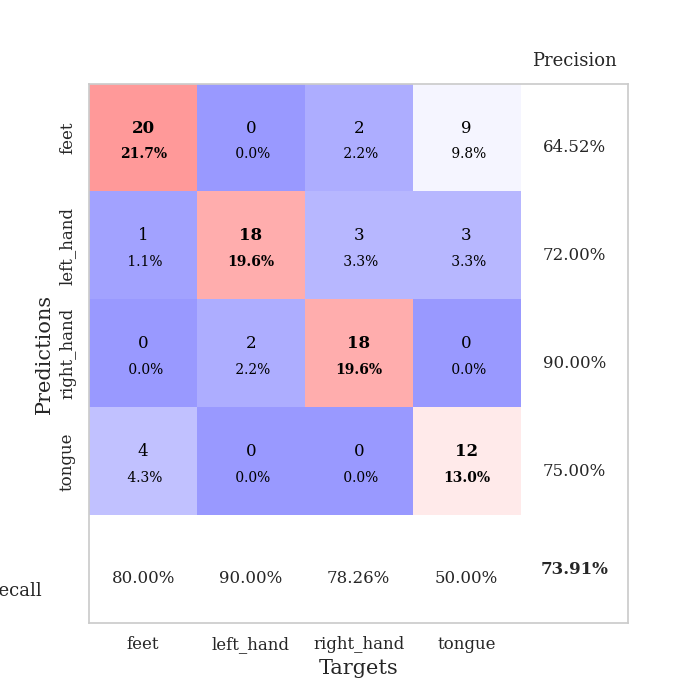 Precision
feet
20 0 2 9
21.7% 0.0% 2.2% 9.8%
64.52%
left_hand
1 18 3 3
1.1% 19.6% 3.3% 3.3%
72.00%
Predictions
right_hand
0 2 18 0
0.0% 2.2% 19.6% 0.0%
90.00%
tongue
4 0 0 12
4.3% 0.0% 0.0% 13.0%
75.00%
ecall
80.00% 90.00% 78.26% 50.00% 73.91%
feet left_hand right_hand tongue
Targets